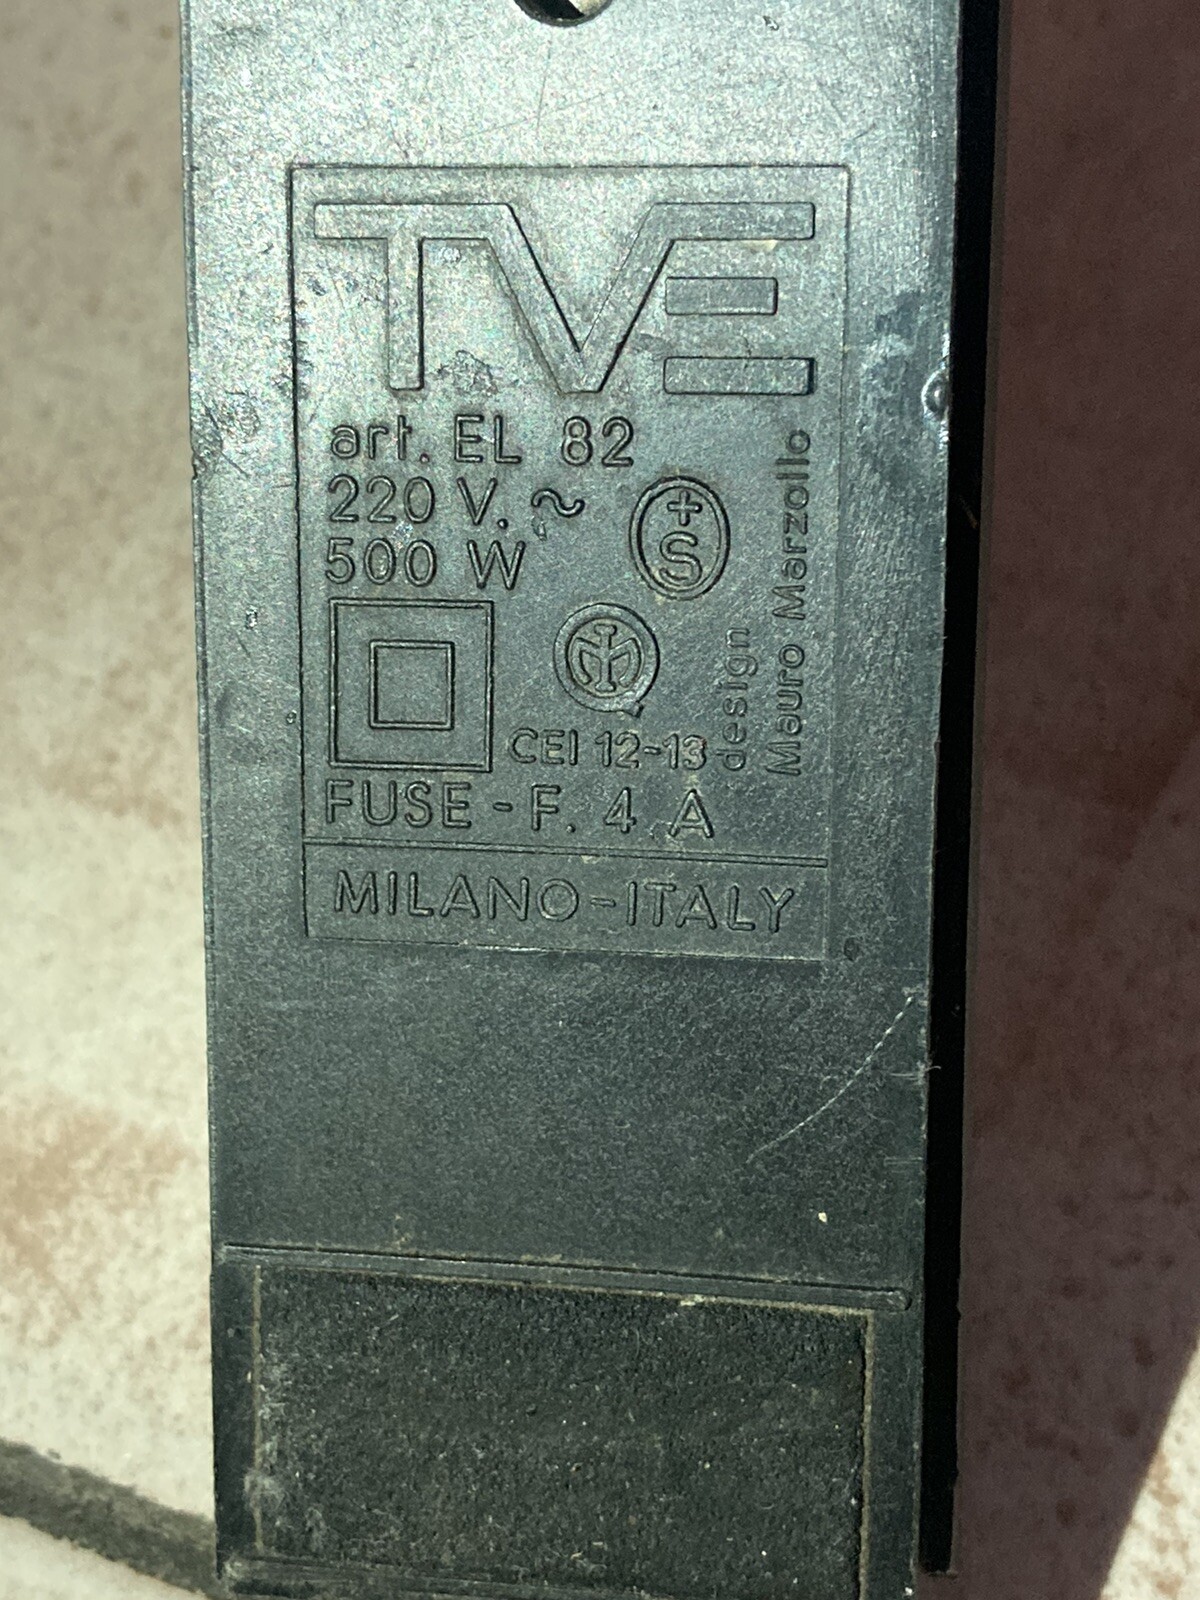 TVE
art. EL 82
220 V. ~
500 W
+S
CEI 12-13
FUSE - F. 4 A
design
Mauro Marzollo
MILANO-ITALY